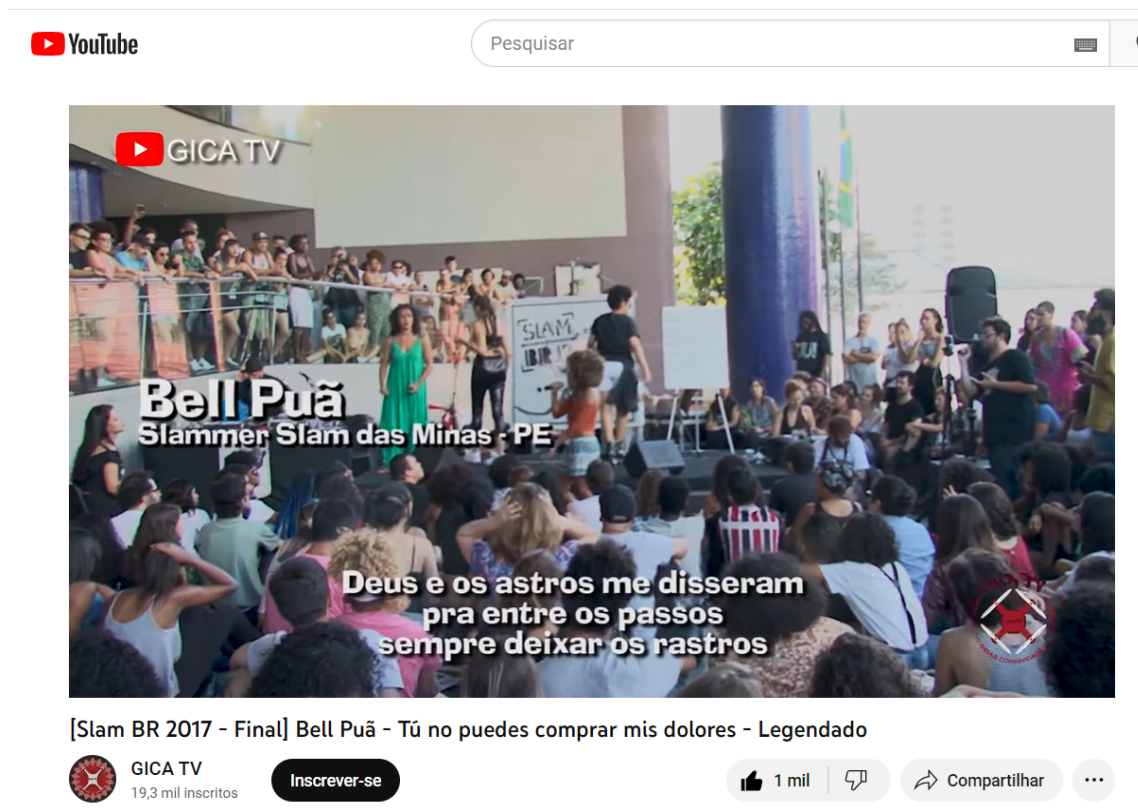 YouTube
Pesquisar
GICA TV
SLAM
BR
Bell Puã
Slammer Slam das Minas - PE
Deus e os astros me disseram
pra entre os passos
sempre deixar os rastros
GICA TV
[Slam BR 2017 - Final] Bell Puã - Tú no puedes comprar mis dolores - Legendado
GICA TV
19,3 mil inscritos
Inscrever-se
1 mil
Compartilhar